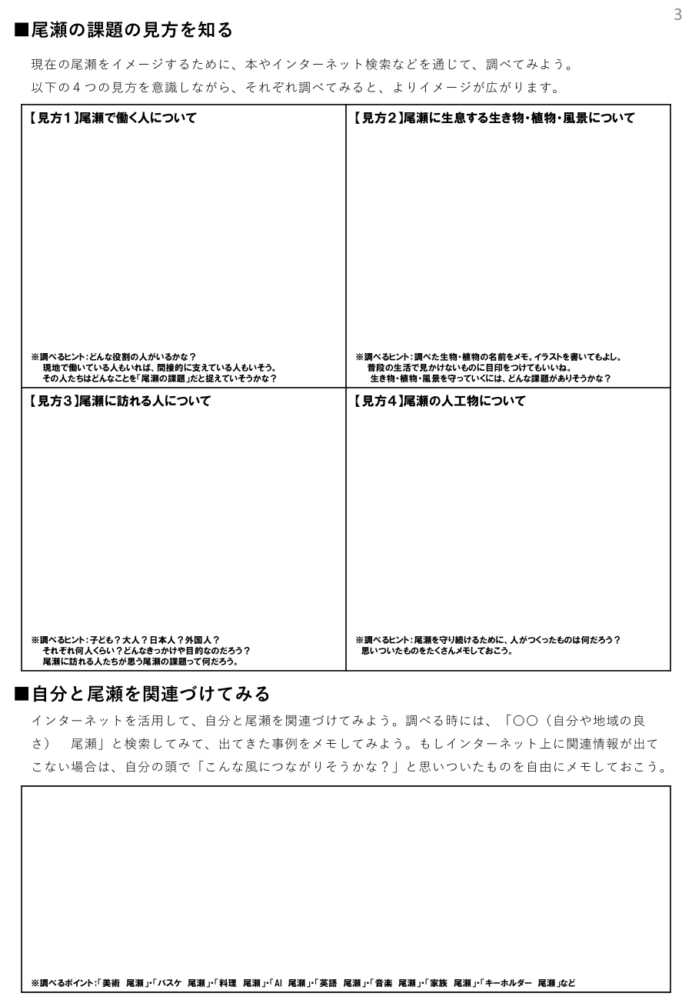 3
■尾瀬の課題の見方を知る
現在の尾瀬をイメージするために、本やインターネット検索などを通じて、調べてみよう。
以下の４つの見方を意識しながら、それぞれ調べてみると、よりイメージが広がります。
【見方１】尾瀬で働く人について
※調べるヒント：どんな役割の人がいるかな？
現地で働いている人もいれば、間接的に支えている人もいそう。
その人たちはどんなことを「尾瀬の課題」だと捉えていそうかな？
【見方２】尾瀬に生息する生き物・植物・風景について
※調べるヒント：調べた生物・植物の名前をメモ。イラストを書いてもよし。
普段の生活で見かけないものに目印をつけてもいいね。
生き物・植物・風景を守っていくには、どんな課題がありそうかな？
【見方３】尾瀬に訪れる人について
※調べるヒント：子ども？大人？日本人？外国人？
それぞれ何人くらい？どんなきっかけや目的なのだろう？
尾瀬に訪れる人たちが思う尾瀬の課題って何だろう。
【見方４】尾瀬の人工物について
※調べるヒント：尾瀬を守り続けるために、人がつくったものは何だろう？
思いついたものをたくさんメモしておこう。
■自分と尾瀬を関連づけてみる
インターネットを活用して、自分と尾瀬を関連づけてみよう。調べる時には、「〇〇（自分や地域の良
さ）　尾瀬」と検索してみて、出てきた事例をメモしてみよう。もしインターネット上に関連情報が出て
こない場合は、自分の頭で「こんな風につながりそうかな？」と思いついたものを自由にメモしておこう。
※調べるポイント：「美術　尾瀬」・「バスケ　尾瀬」・「料理　尾瀬」・「AI　尾瀬」・「英語　尾瀬」・「音楽　尾瀬」・「家族　尾瀬」・「キーホルダー　尾瀬」など